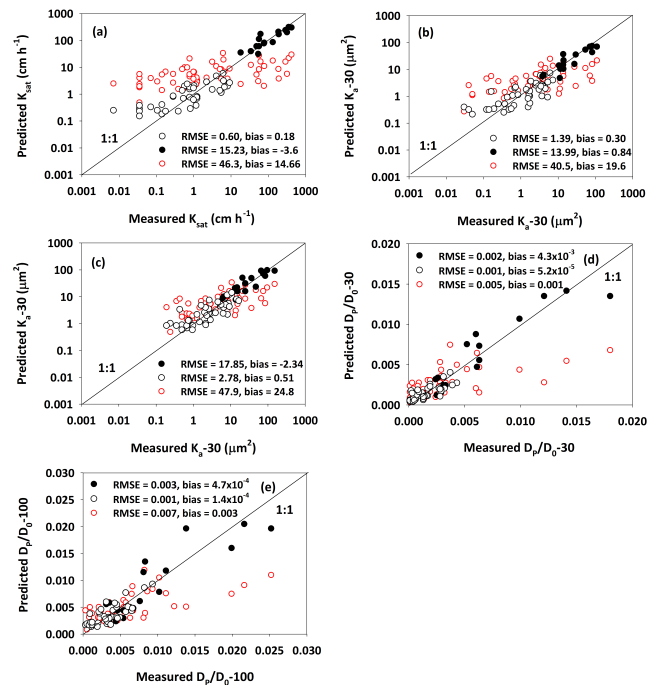 (a)
Predicted K_sat (cm h⁻¹)
1000
100
10
1
0.1
0.01
0.001
1:1
RMSE = 0.60, bias = 0.18
RMSE = 15.23, bias = -3.6
RMSE = 46.3, bias = 14.66
0.001 0.01 0.1 1 10 100 1000
Measured K_sat (cm h⁻¹)
(b)
Predicted K_a-30 (μm²)
1000
100
10
1
0.1
0.01
0.001
1:1
RMSE = 1.39, bias = 0.30
RMSE = 13.99, bias = 0.84
RMSE = 40.5, bias = 19.6
0.001 0.01 0.1 1 10 100 1000
Measured K_a-30 (μm²)
(c)
Predicted K_a-30 (μm²)
1000
100
10
1
0.1
0.01
0.001
1:1
RMSE = 17.85, bias = -2.34
RMSE = 2.78, bias = 0.51
RMSE = 47.9, bias = 24.8
0.001 0.01 0.1 1 10 100 1000
Measured K_a-30 (μm²)
(d)
Predicted D_P/D_0-30
0.020
0.015
0.010
0.005
0.000
RMSE = 0.002, bias = 4.3x10⁻³
RMSE = 0.001, bias = 5.2x10⁻⁵
RMSE = 0.005, bias = 0.001
1:1
0.000 0.005 0.010 0.015 0.020
Measured D_P/D_0-30
(e)
Predicted D_P/D_0-100
0.030
0.025
0.020
0.015
0.010
0.005
0.000
RMSE = 0.003, bias = 4.7x10⁻⁴
RMSE = 0.001, bias = 1.4x10⁻⁴
RMSE = 0.007, bias = 0.003
1:1
0.000 0.005 0.010 0.015 0.020 0.025 0.030
Measured D_P/D_0-100